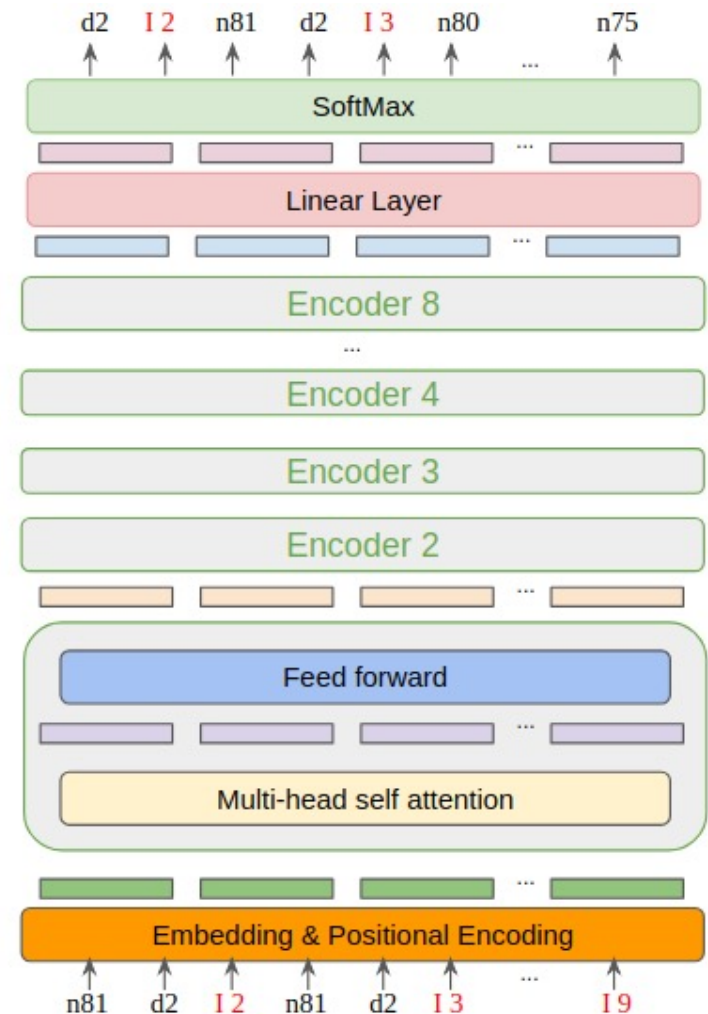 d2 I 2 n81 d2 I 3 n80 ... n75
SoftMax
...
Linear Layer
...
Encoder 8
...
Encoder 4
Encoder 3
Encoder 2
...
Feed forward
...
Multi-head self attention
...
Embedding & Positional Encoding
n81 d2 I 2 n81 d2 I 3 ... I 9